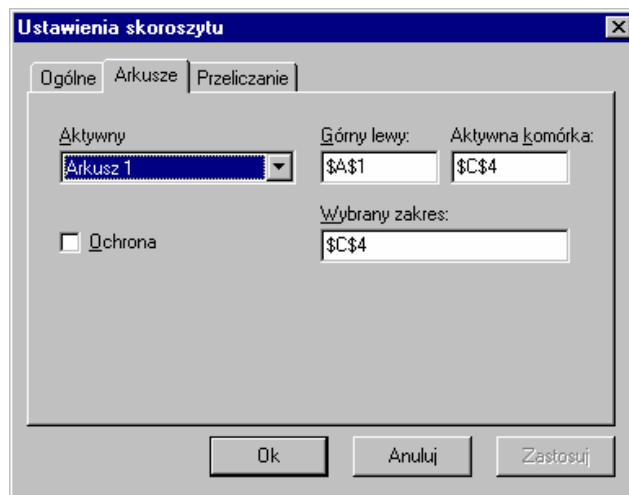 Ustawienia skoroszytu
Ogólne Arkusze Przeliczanie
Aktywny Górny lewy: Aktywna komórka:
Arkusz 1 $A$1 $C$4
Wybrany zakres:
Ochrona $C$4
Ok Anuluj Zastosuj